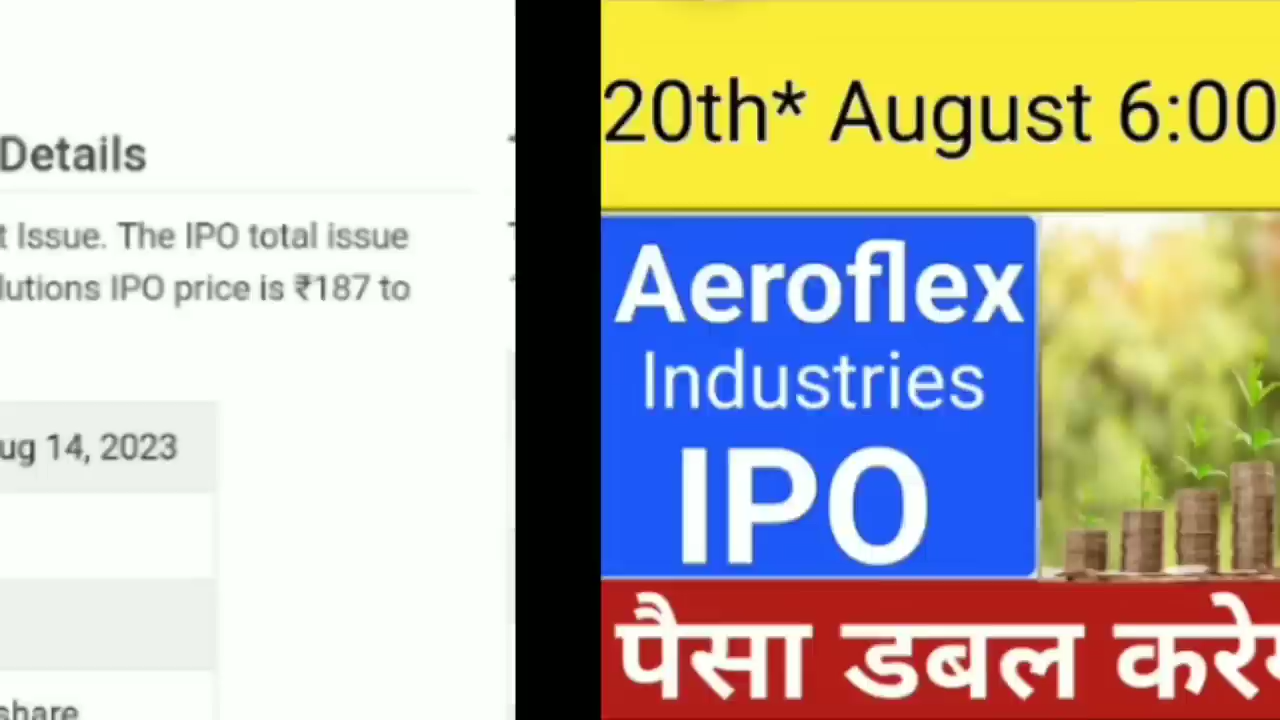 Details
t Issue. The IPO total issue
lutions IPO price is ₹187 to
ug 14, 2023
share
20th* August 6:00
Aeroflex
Industries
IPO
पैसा डबल करे